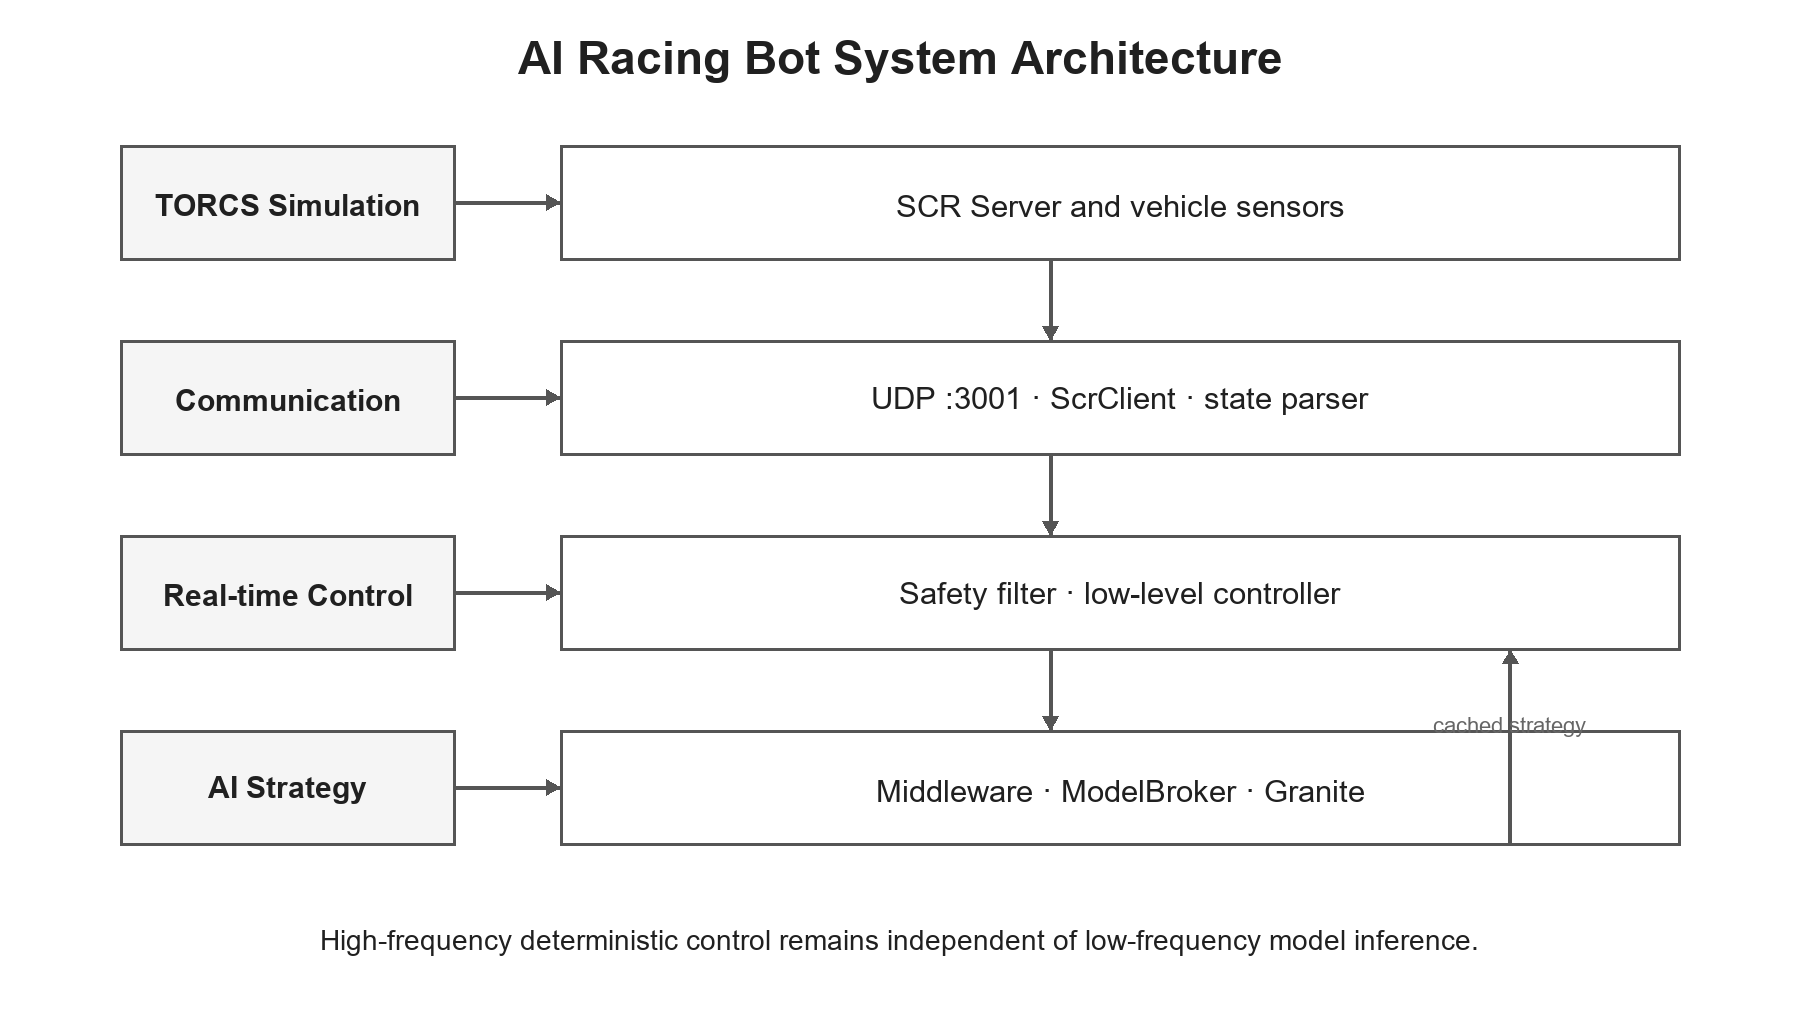 AI Racing Bot System Architecture
TORCS Simulation
SCR Server and vehicle sensors
Communication
UDP :3001 · ScrClient · state parser
Real-time Control
Safety filter · low-level controller
cached strategy
AI Strategy
Middleware · ModelBroker · Granite
High-frequency deterministic control remains independent of low-frequency model inference.